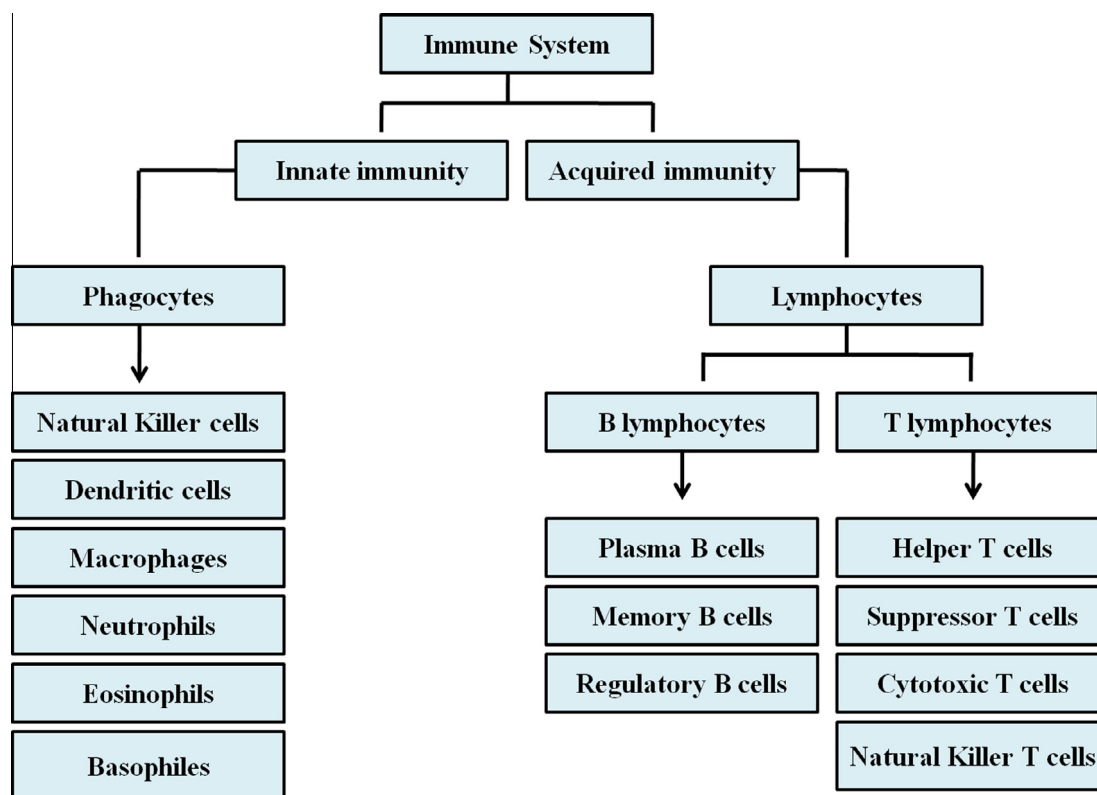 Immune System
Innate immunity
Acquired immunity
Phagocytes
Lymphocytes
Natural Killer cells
Dendritic cells
Macrophages
Neutrophils
Eosinophils
Basophiles
B lymphocytes
T lymphocytes
Plasma B cells
Memory B cells
Regulatory B cells
Helper T cells
Suppressor T cells
Cytotoxic T cells
Natural Killer T cells